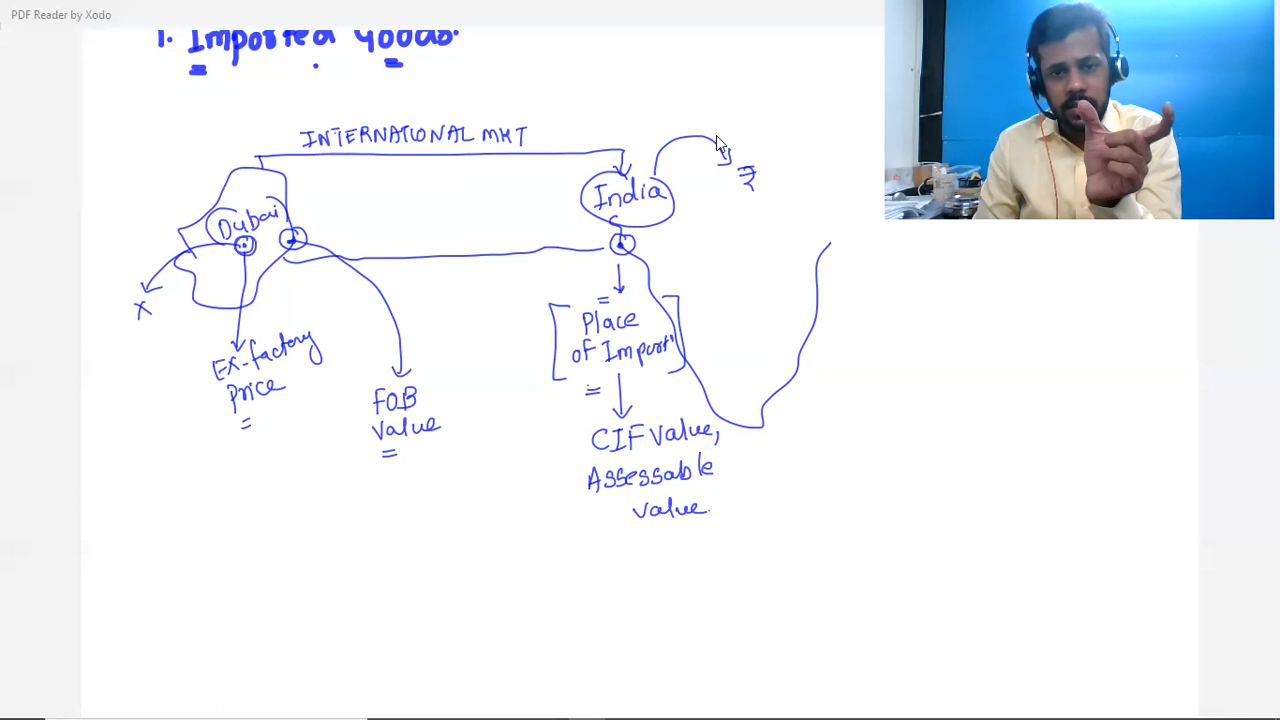 PDF Reader by Xodo
1. Imported Goods.
INTERNATIONAL MKT
India
₹
Dubai
X
Ex-factory
Price
FOB
Value
Place
of Import
CIF Value,
Assessable
Value.